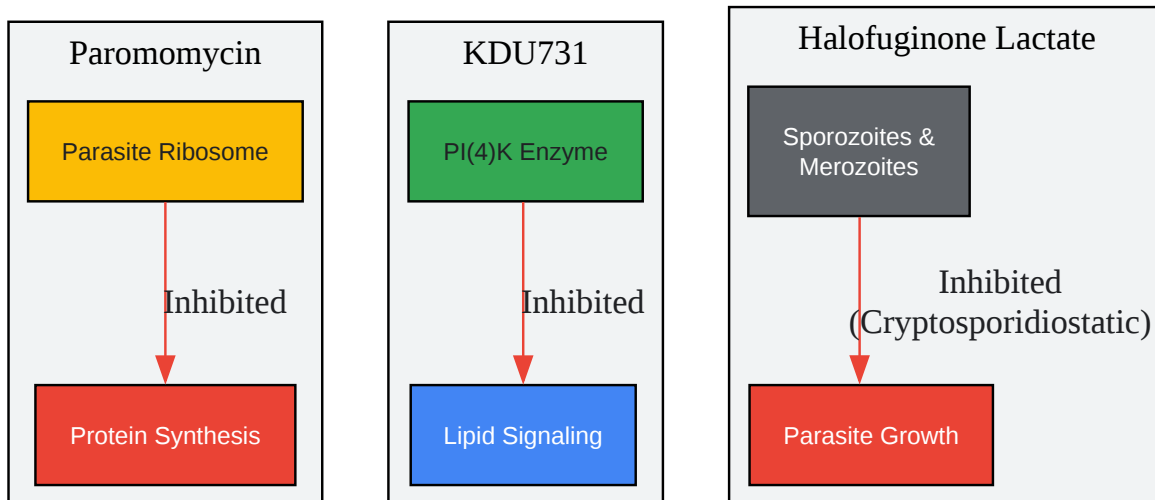 Paromomycin
Parasite Ribosome
Inhibited
Protein Synthesis
KDU731
PI(4)K Enzyme
Inhibited
Lipid Signaling
Halofuginone Lactate
Sporozoites &
Merozoites
Inhibited
(Cryptosporidiostatic)
Parasite Growth